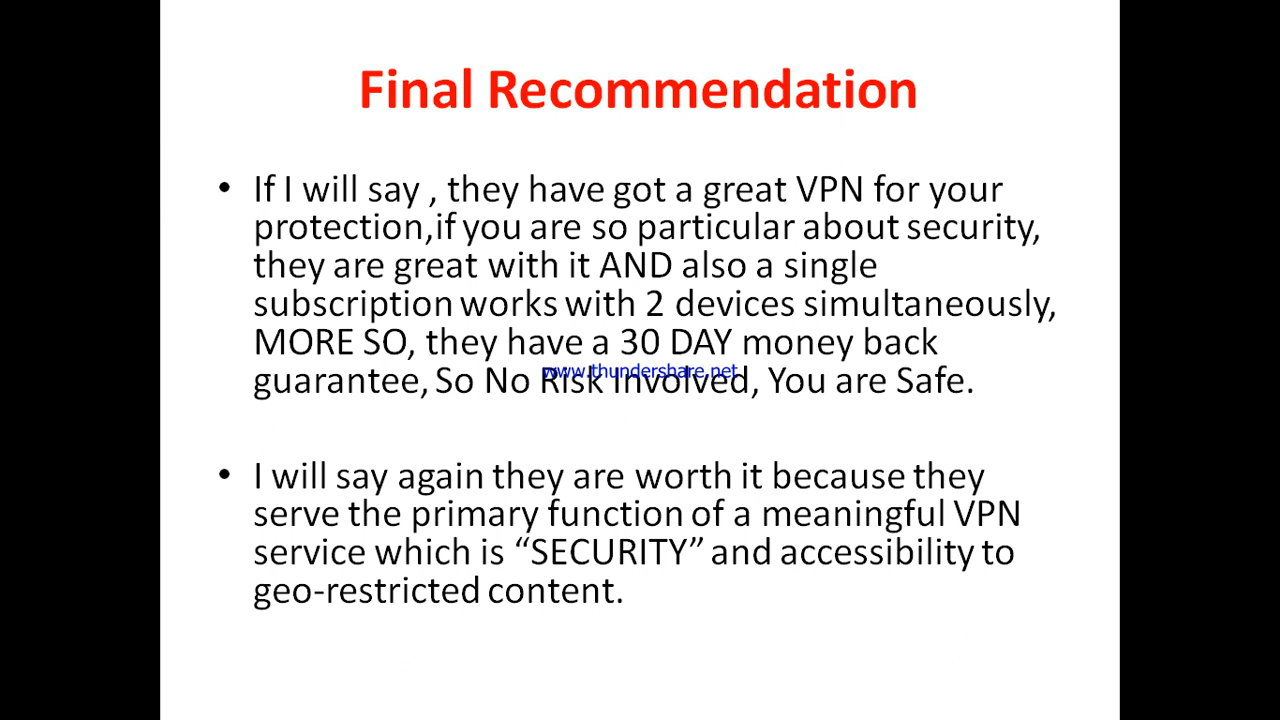 Final Recommendation
• If I will say , they have got a great VPN for your
protection,if you are so particular about security,
they are great with it AND also a single
subscription works with 2 devices simultaneously,
MORE SO, they have a 30 DAY money back
www.thundershare.net
guarantee, So No Risk Involved, You are Safe.
• I will say again they are worth it because they
serve the primary function of a meaningful VPN
service which is “SECURITY” and accessibility to
geo-restricted content.